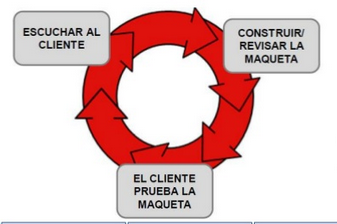 ESCUCHAR AL
CLIENTE
CONSTRUIR/
REVISAR LA
MAQUETA
EL CLIENTE
PRUEBA LA
MAQUETA